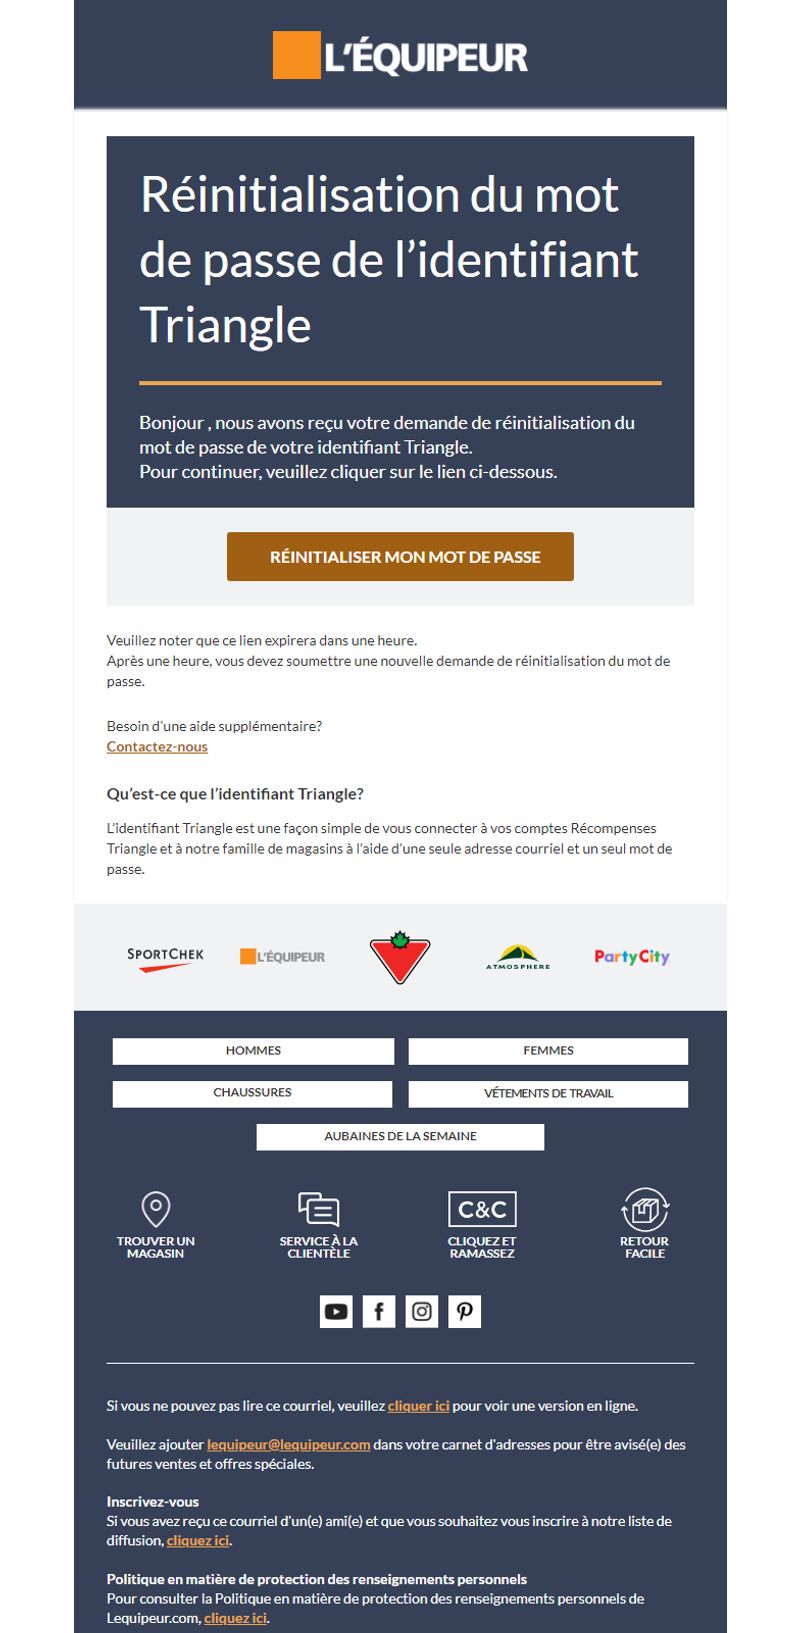 L'ÉQUIPEUR
Réinitialisation du mot
de passe de l’identifiant
Triangle
Bonjour , nous avons reçu votre demande de réinitialisation du
mot de passe de votre identifiant Triangle.
Pour continuer, veuillez cliquer sur le lien ci-dessous.
RÉINITIALISER MON MOT DE PASSE
Veuillez noter que ce lien expirera dans une heure.
Après une heure, vous devez soumettre une nouvelle demande de réinitialisation du mot de
passe.
Besoin d'une aide supplémentaire?
Contactez-nous
Qu’est-ce que l’identifiant Triangle?
L’identifiant Triangle est une façon simple de vous connecter à vos comptes Récompenses
Triangle et à notre famille de magasins à l’aide d’une seule adresse courriel et un seul mot de
passe.
SPORTCHEK
L'ÉQUIPEUR
ATMOSPHERE
PartyCity
HOMMES
FEMMES
CHAUSSURES
VÉTEMENTS DE TRAVAIL
AUBAINES DE LA SEMAINE
C&C
TROUVER UN
MAGASIN
SERVICE À LA
CLIENTÈLE
CLIQUEZ ET
RAMASSEZ
RETOUR
FACILE
Si vous ne pouvez pas lire ce courriel, veuillez cliquer ici pour voir une version en ligne.
Veuillez ajouter lequipeur@lequipeur.com dans votre carnet d'adresses pour être avisé(e) des
futures ventes et offres spéciales.
Inscrivez-vous
Si vous avez reçu ce courriel d'un(e) ami(e) et que vous souhaitez vous inscrire à notre liste de
diffusion, cliquez ici.
Politique en matière de protection des renseignements personnels
Pour consulter la Politique en matière de protection des renseignements personnels de
Lequipeur.com, cliquez ici.